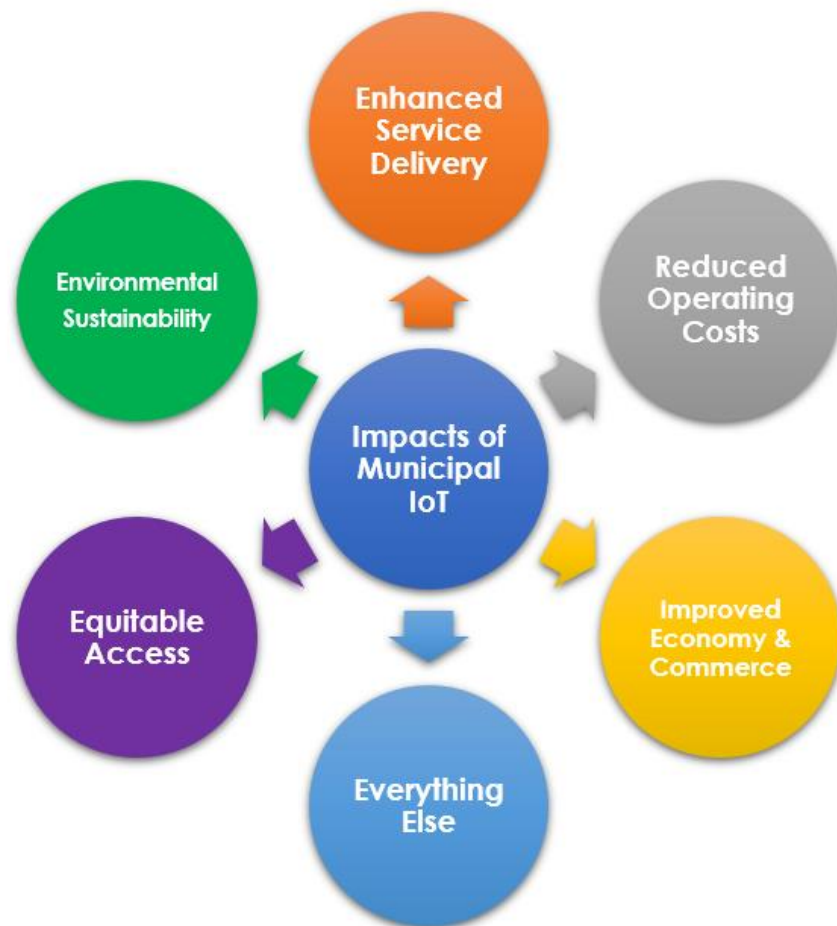 Enhanced
Service
Delivery
Environmental
Sustainability
Reduced
Operating
Costs
Impacts of
Municipal
IoT
Equitable
Access
Improved
Economy &
Commerce
Everything
Else